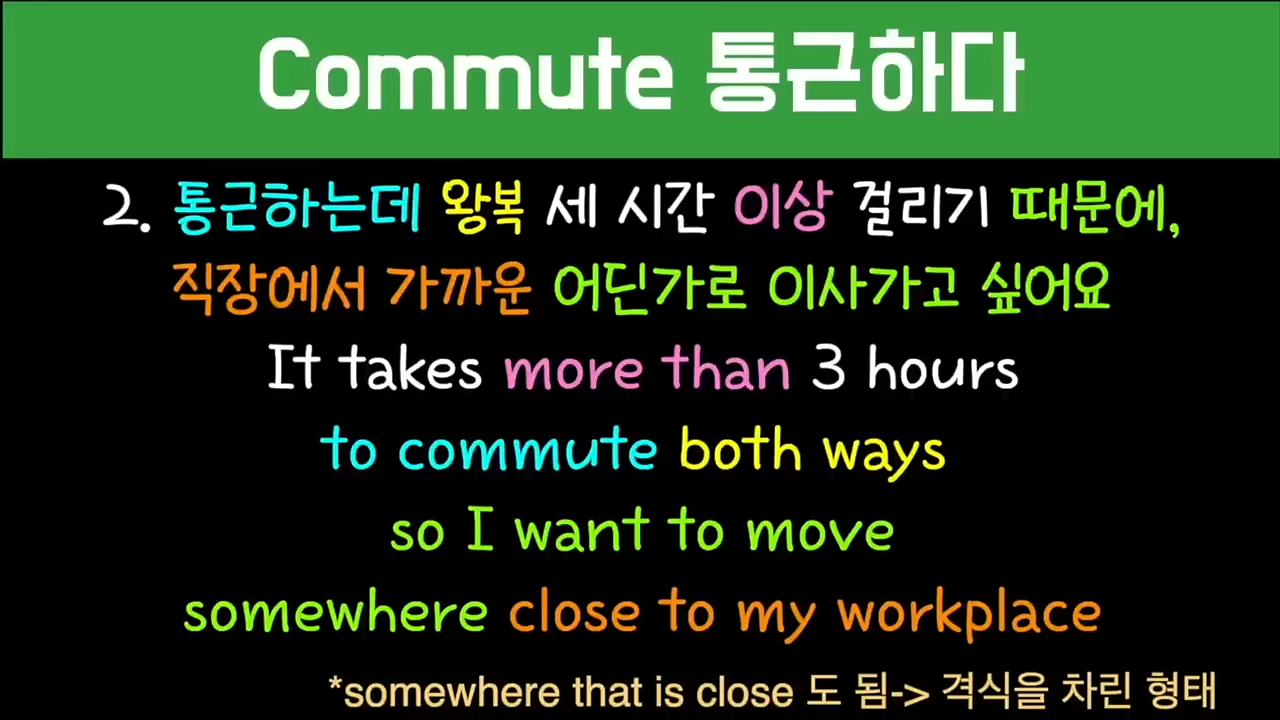 Commute 통근하다
2. 통근하는데 왕복 세 시간 이상 걸리기 때문에,
직장에서 가까운 어딘가로 이사가고 싶어요
It takes more than 3 hours
to commute both ways
so I want to move
somewhere close to my workplace
*somewhere that is close 도 됨-> 격식을 차린 형태